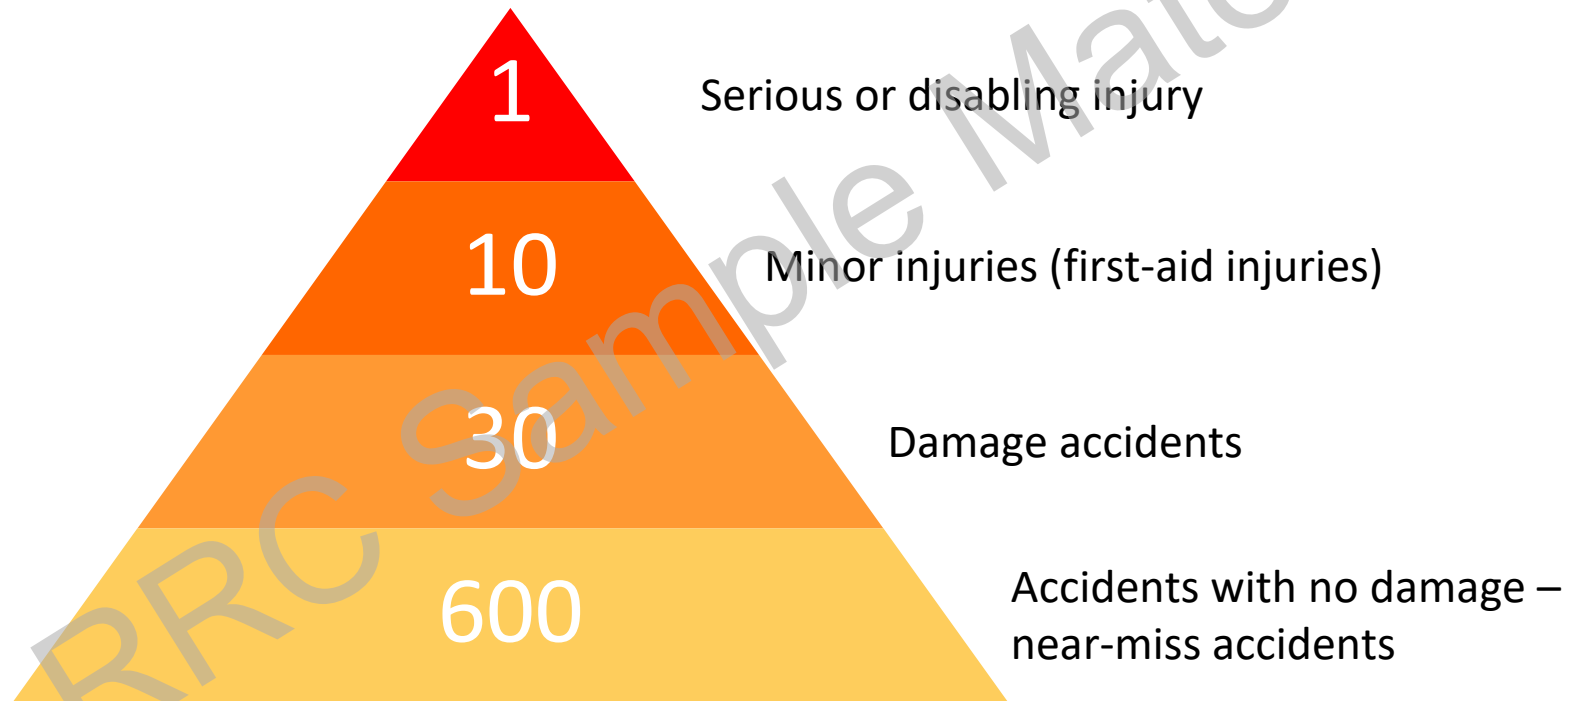 1
Serious or disabling injury
10
Minor injuries (first-aid injuries)
30
Damage accidents
600
Accidents with no damage –
near-miss accidents
RRC Sample Mate